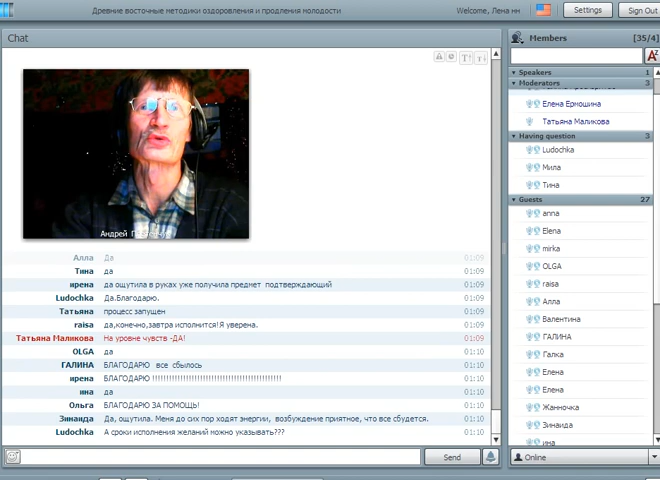 Древние восточные методики оздоровления и продления молодости
Welcome, Лена нн
Settings
Sign Out
Chat
Андрей
Алла Да 01:09
Тина да 01:09
ирена да ощутила в руках уже получила предмет подтверждающий 01:09
Ludochka Да.Благодарю. 01:09
Татьяна процесс запущен 01:09
raisa да,конечно,завтра исполнится!Я уверена. 01:09
Татьяна Маликова На уровне чувств -ДА! 01:09
OLGA да 01:10
ГАЛИНА БЛАГОДАРЮ все сбылось 01:10
ирена БЛАГОДАРЮ !!!!!!!!!!!!!!!!!!!!!!!!!!!!!!!!!!!!!!!!!!!!! 01:10
ина да 01:10
Ольга БЛАГОДАРЮ ЗА ПОМОЩЬ! 01:10
Зинаида Да, ощутила. Меня до сих пор ходят энергии, возбуждение приятное, что все сбудется. 01:10
Ludochka А сроки исполнения желаний можно указывать??? 01:10
Send
Members [35/4]
Speakers 1
Moderators 3
Елена Ермошина
Татьяна Маликова
Having question 3
Ludochka
Мила
Тина
Guests 27
anna
Elena
mirka
OLGA
raisa
Алла
Валентина
ГАЛИНА
Галка
Елена
Елена
Жанночка
Зинаида
ина
Online